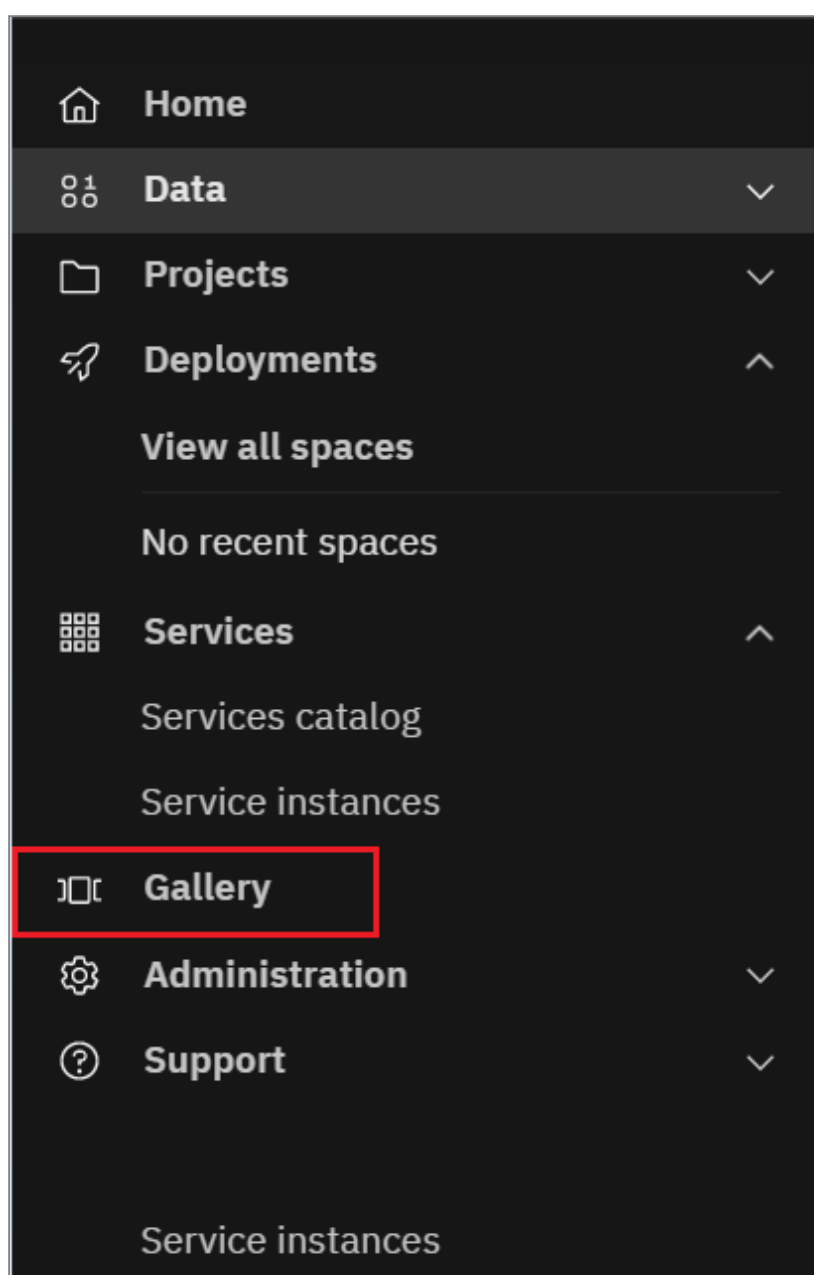 Home
Data
Projects
Deployments
View all spaces
No recent spaces
Services
Services catalog
Service instances
Gallery
Administration
Support
Service instances